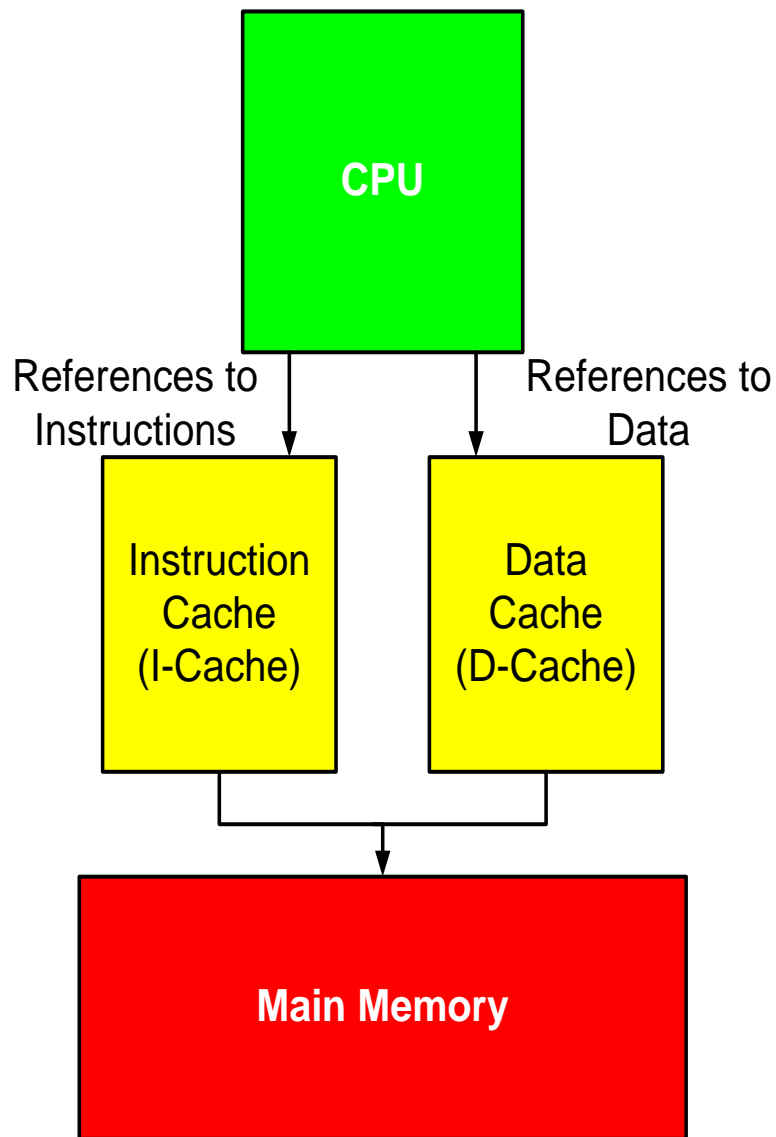 CPU
References to
Instructions
References to
Data
Instruction
Cache
(I-Cache)
Data
Cache
(D-Cache)
Main Memory